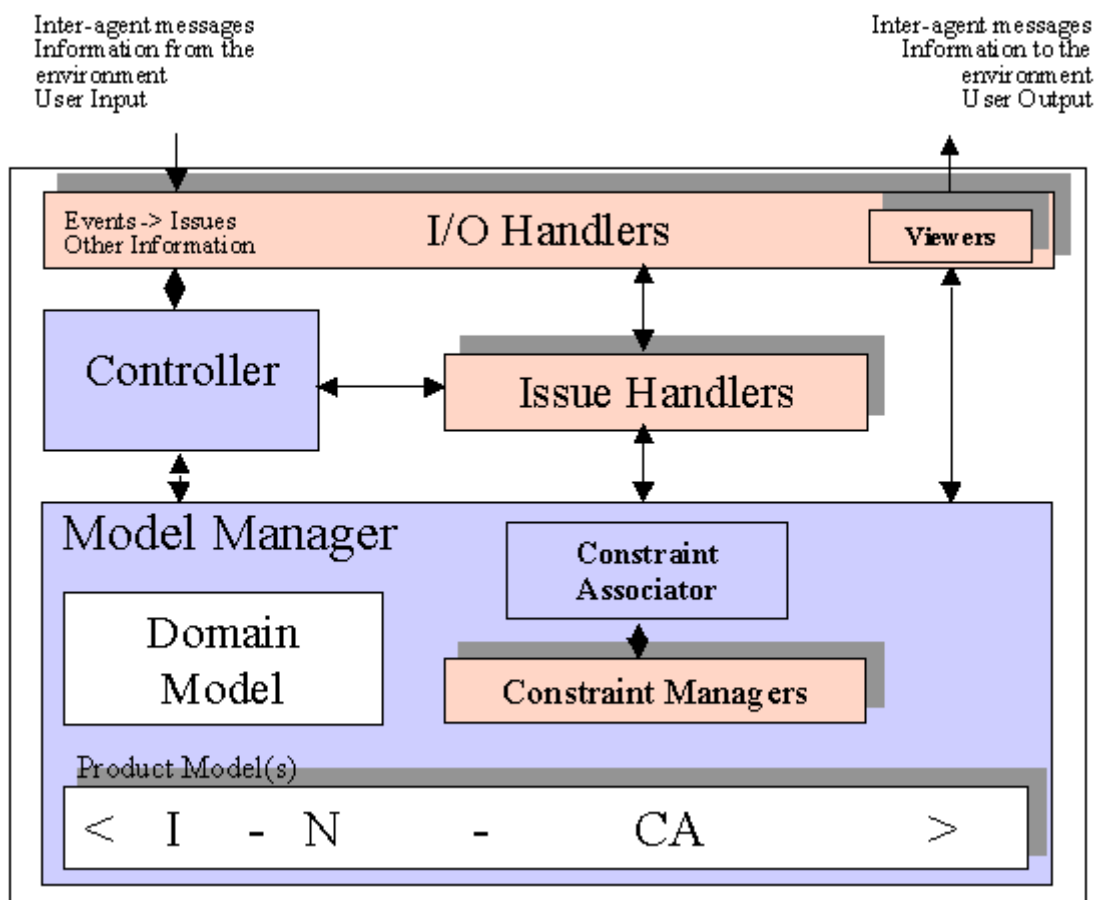 Inter-agent messages
Information from the
environment
User Input
Inter-agent messages
Information to the
environment
User Output
Events-> Issues
Other Information
I/O Handlers
Viewers
Controller
Issue Handlers
Model Manager
Constraint
Associator
Domain
Model
Constraint Managers
Product Model(s)
< I - N - CA >